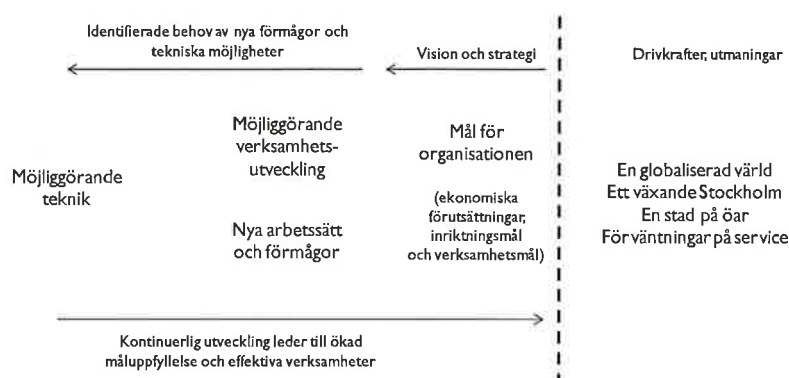 Identifierade behov av nya förmågor och
tekniska möjligheter
Vision och strategi
Drivkrafter, utmaningar
Möjliggörande
teknik
Möjliggörande
verksamhets-
utveckling
Nya arbetssätt
och förmågor
Mål för
organisationen
(ekonomiska
förutsättningar,
inriktningsmål
och verksamhetsmål)
En globaliserad värld
Ett växande Stockholm
En stad på öar
Förväntningar på service
Kontinuerlig utveckling leder till ökad
måluppfyllelse och effektiva verksamheter